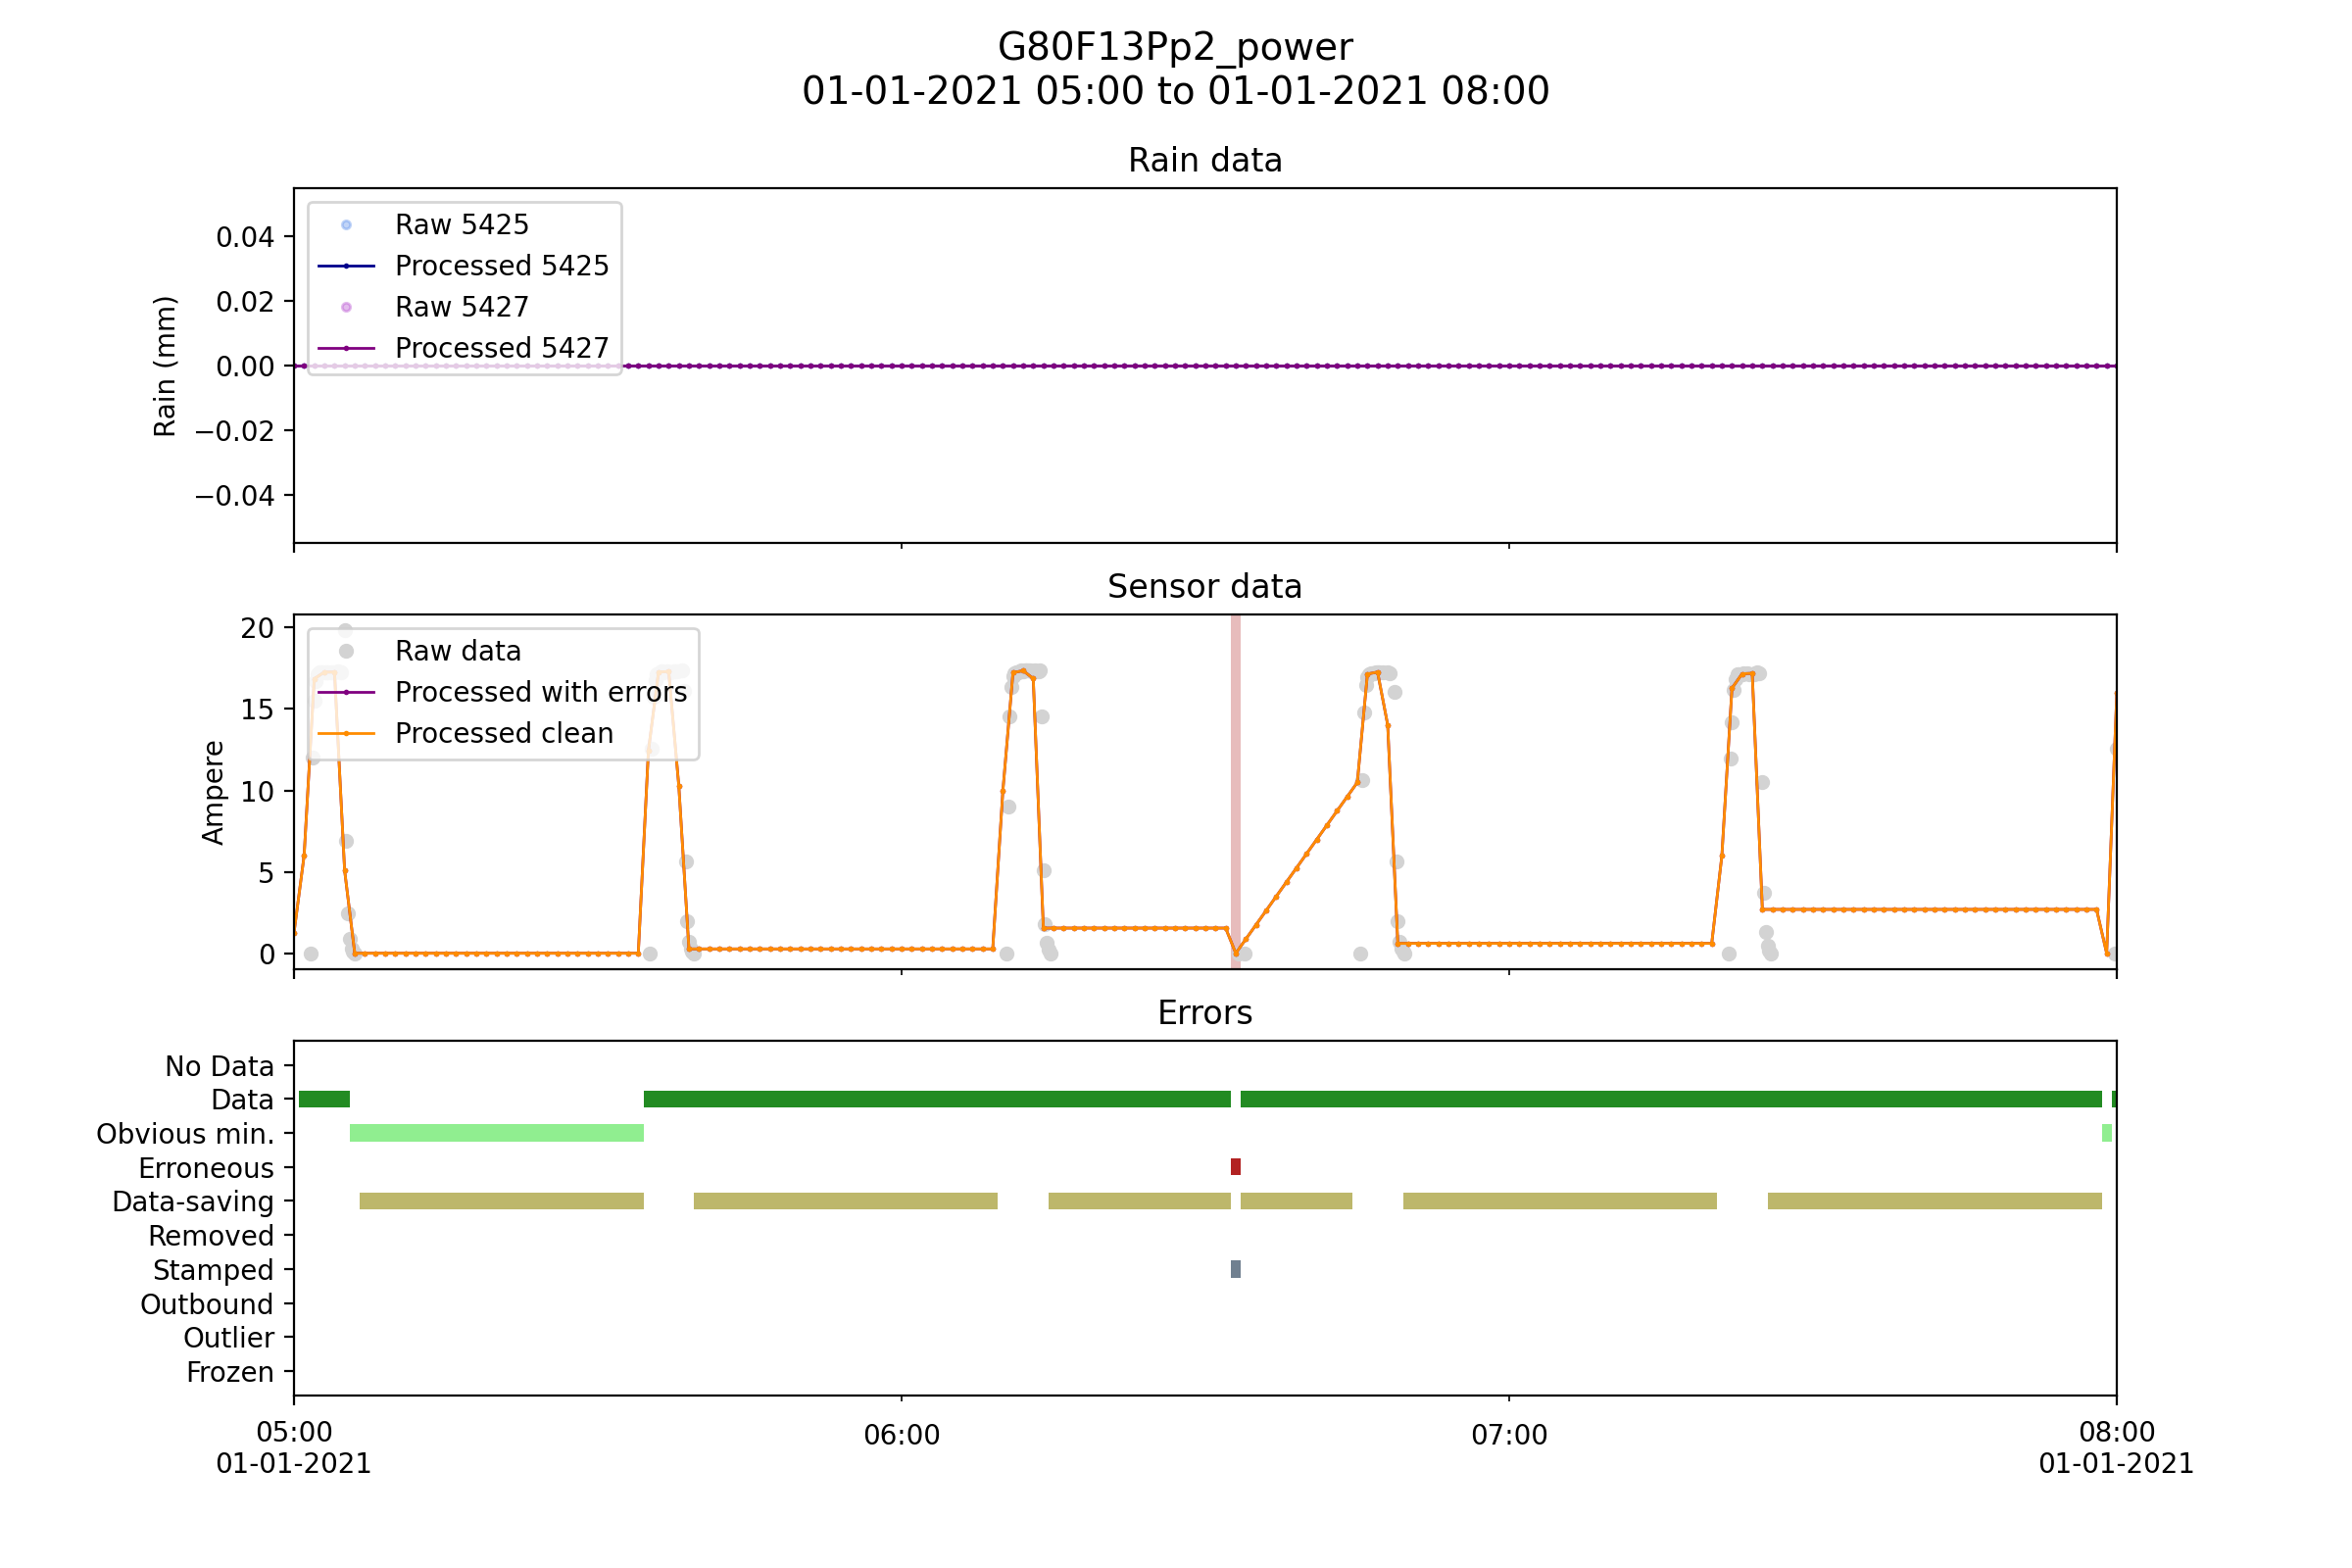 G80F13Pp2_power
01-01-2021 05:00 to 01-01-2021 08:00
Rain data
Raw 5425
Processed 5425
Raw 5427
Processed 5427
0.04
0.02
0.00
−0.02
−0.04
Rain (mm)
Sensor data
Raw data
Processed with errors
Processed clean
20
15
10
5
0
Ampere
Errors
No Data
Data
Obvious min.
Erroneous
Data-saving
Removed
Stamped
Outbound
Outlier
Frozen
05:00
01-01-2021
06:00
07:00
08:00
01-01-2021